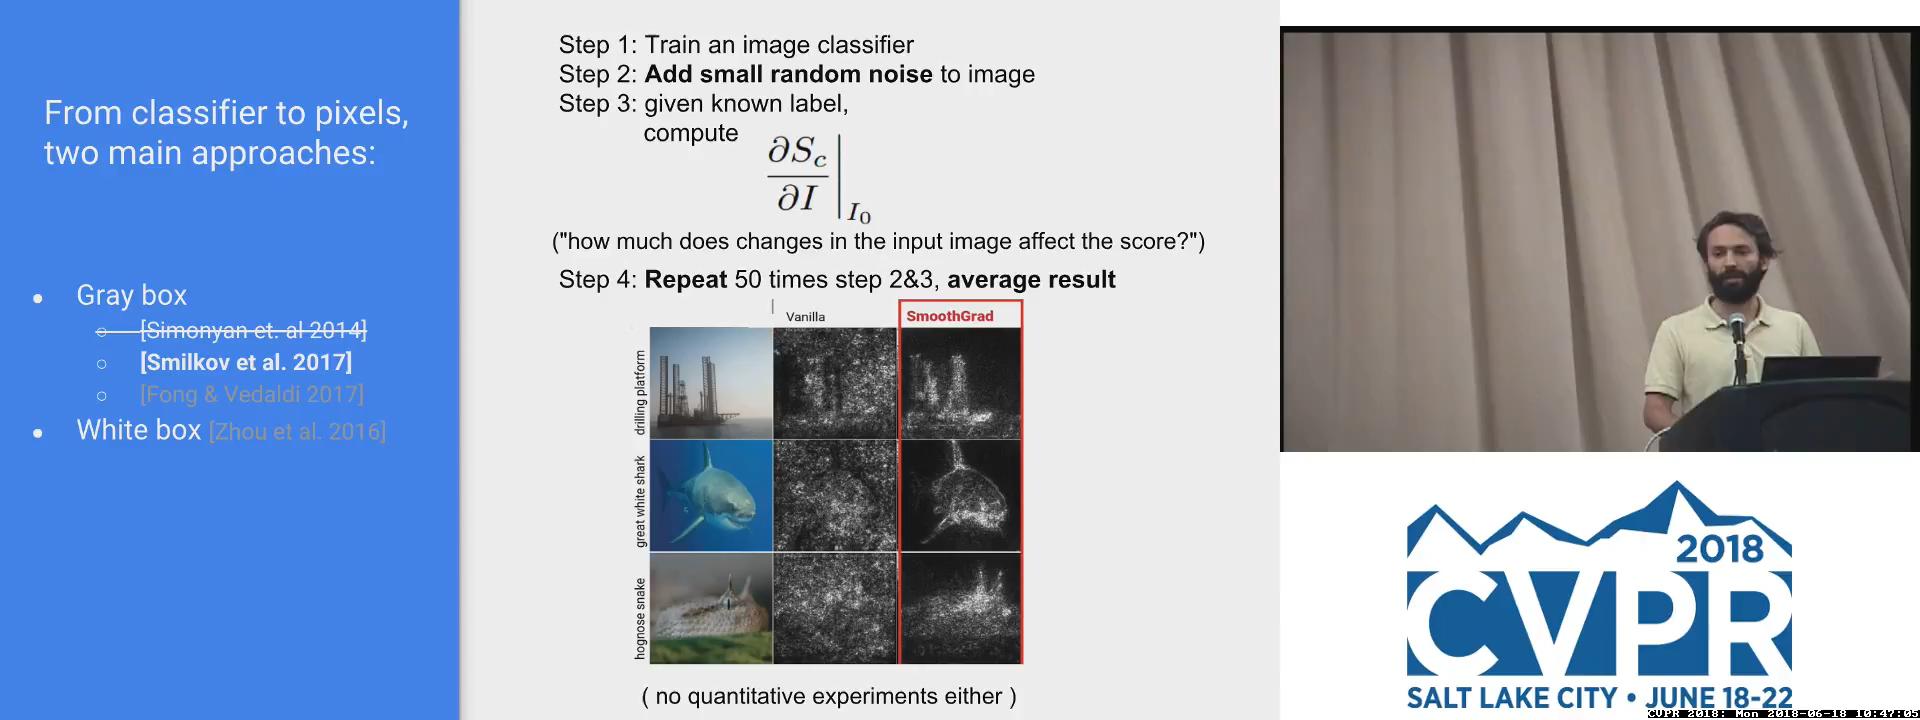 From classifier to pixels,
two main approaches:
Gray box
[Simonyan et. al 2014]
[Smilkov et al. 2017]
[Fong & Vedaldi 2017]
White box [Zhou et al. 2016]
Step 1: Train an image classifier
Step 2: Add small random noise to image
Step 3: given known label,
compute
∂S_c
∂I
I_0
("how much does changes in the input image affect the score?")
Step 4: Repeat 50 times step 2&3, average result
Vanilla
SmoothGrad
drilling platform
great white shark
hognose snake
( no quantitative experiments either )
2018
CVPR
SALT LAKE CITY • JUNE 18-22
CVPR 2018: Mon 2018-06-18 10:47:05